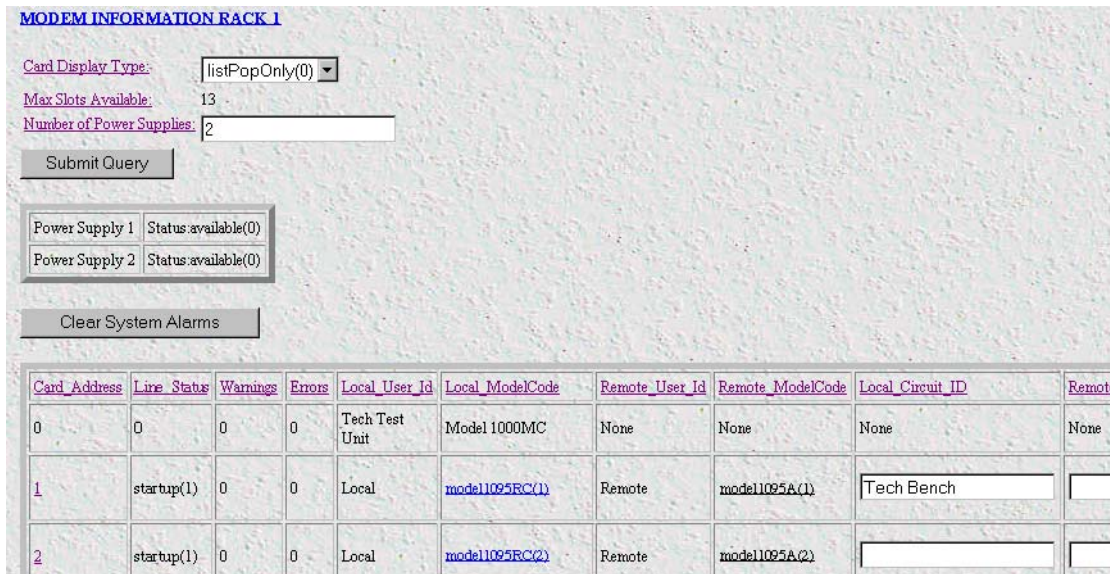 MODEM INFORMATION RACK 1
Card Display Type: listPopOnly(0)
Max Slots Available: 13
Number of Power Supplies: 2
Submit Query
Power Supply 1 Status:available(0)
Power Supply 2 Status:available(0)
Clear System Alarms
Card_Address Line_Status Warnings Errors Local_User_Id Local_ModelCode Remote_User_Id Remote_ModelCode Local_Circuit_ID Remot
0 0 0 0 Tech Test Unit Model 1000MC None None None None
1 startup(1) 0 0 Local model1095RC(1) Remote model1095A(1) Tech Bench
2 startup(1) 0 0 Local model1095RC(2) Remote model1095A(2)